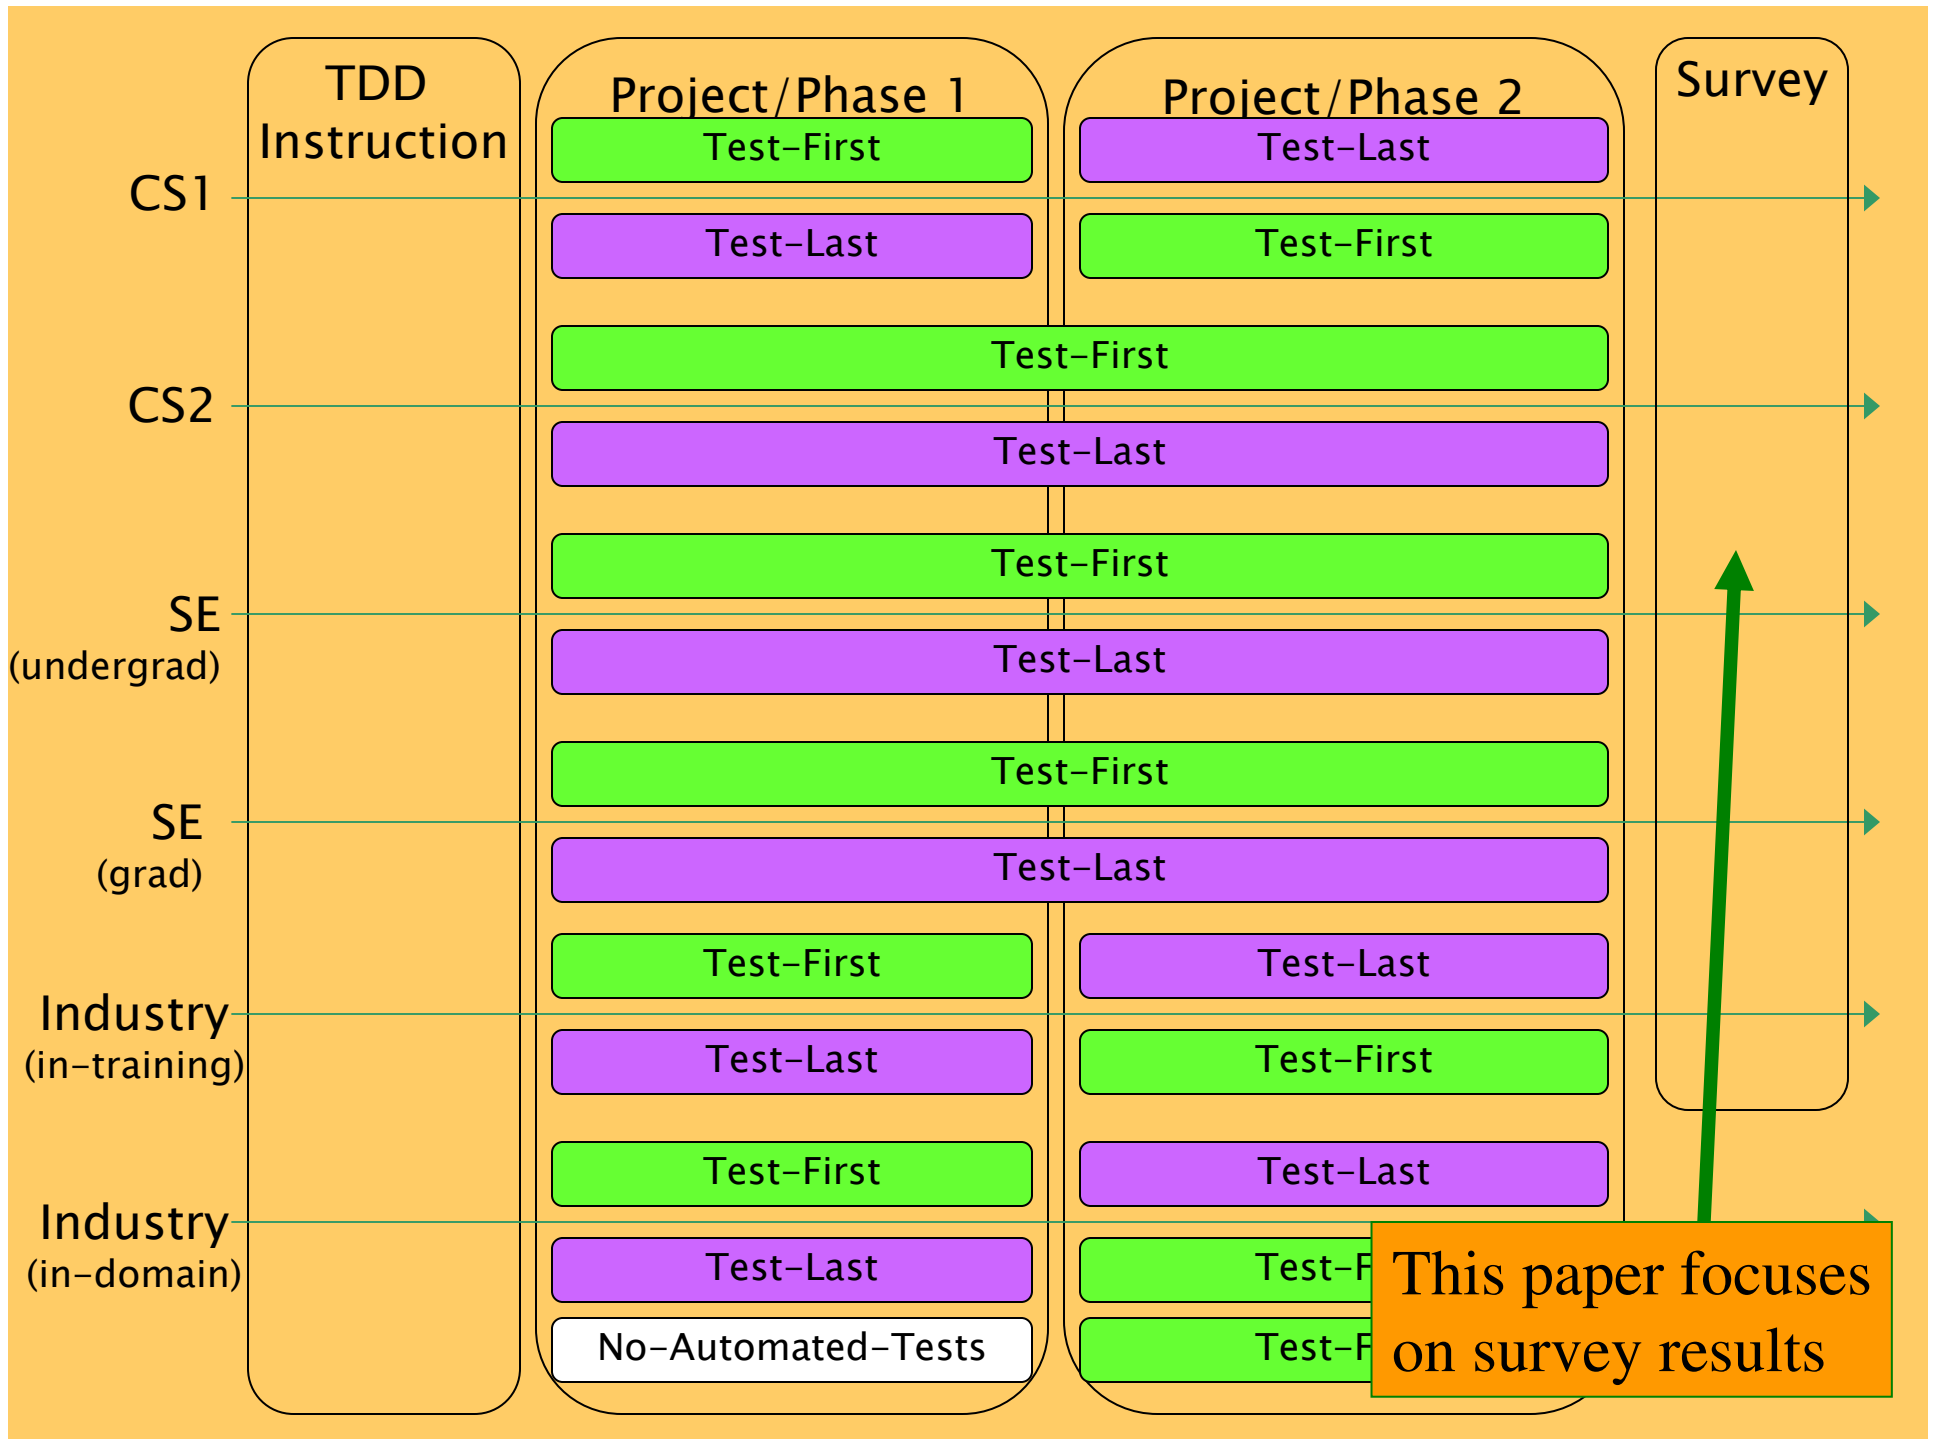 TDD
Instruction
Project/Phase 1
Project/Phase 2
Survey
Test-First
Test-Last
CS1
Test-Last
Test-First
Test-First
CS2
Test-Last
Test-First
SE
(undergrad)
Test-Last
Test-First
SE
(grad)
Test-Last
Test-First
Test-Last
Industry
(in-training)
Test-Last
Test-First
Test-First
Test-Last
Industry
(in-domain)
Test-Last
Test-F
No-Automated-Tests
Test-F
This paper focuses
on survey results